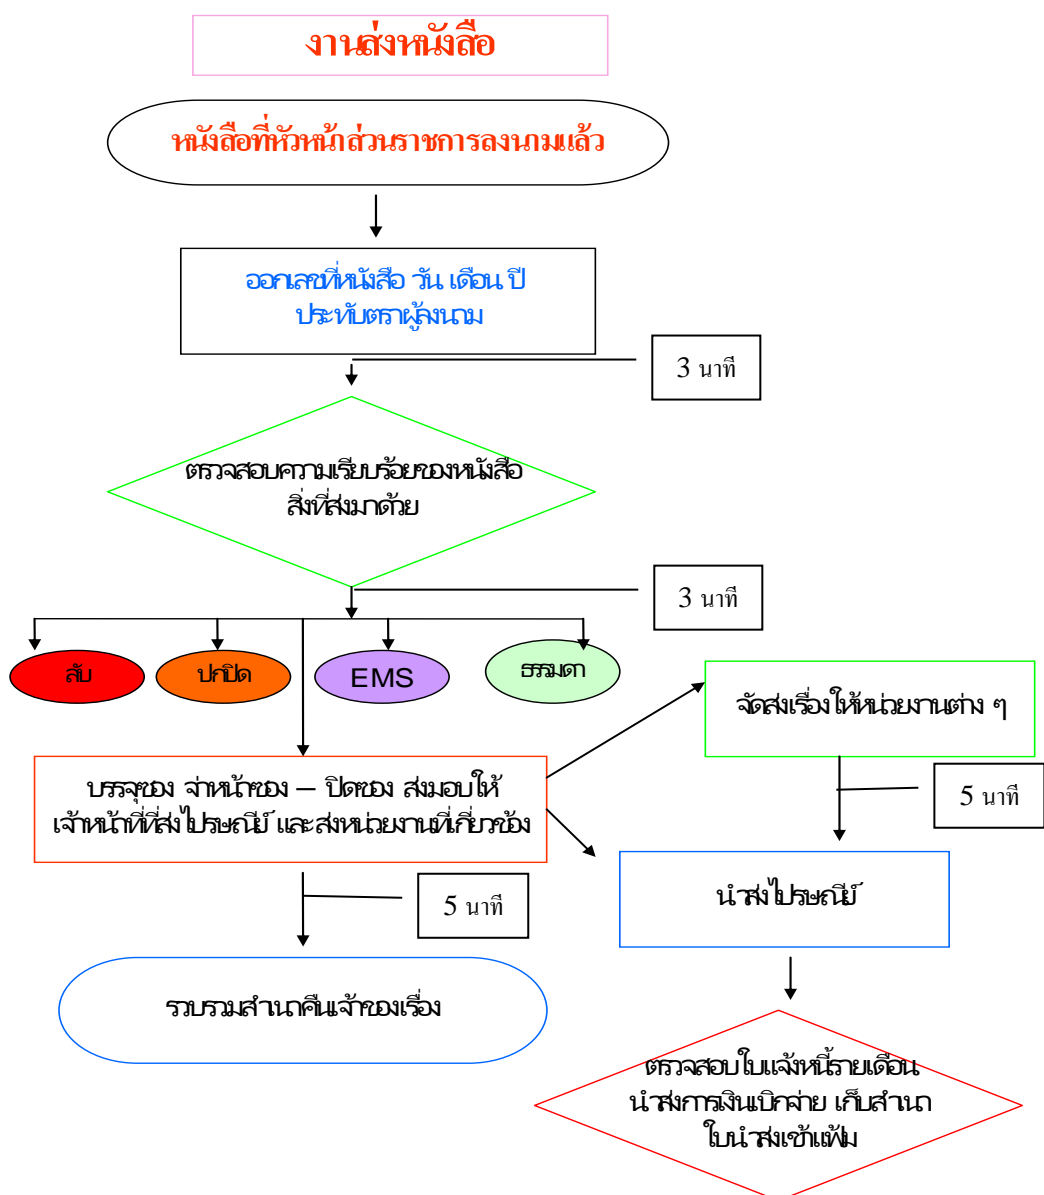 งานส่งหนังสือ
หนังสือที่หัวหน้าส่วนราชการลงนามแล้ว
ออกเลขที่หนังสือ วัน เดือน ปี
ประทับตราผู้ลงนาม
3 นาที
ตรวจสอบความเรียบร้อยของหนังสือ
สิ่งที่ส่งมาด้วย
3 นาที
ลับ
ปกปิด
EMS
ธรรมดา
จัดส่งเรื่องให้หน่วยงานต่าง ๆ
บรรจุซอง จ่าหน้าซอง – ปิดซอง ส่งมอบให้
เจ้าหน้าที่ที่ส่งไปรษณีย์ และส่งหน่วยงานที่เกี่ยวข้อง
5 นาที
นำส่งไปรษณีย์
5 นาที
รวบรวมสำเนาคืนเจ้าของเรื่อง
ตรวจสอบใบแจ้งหนี้รายเดือน
นำส่งการเงินเบิกจ่าย เก็บสำเนา
ใบนำส่งเข้าแฟ้ม